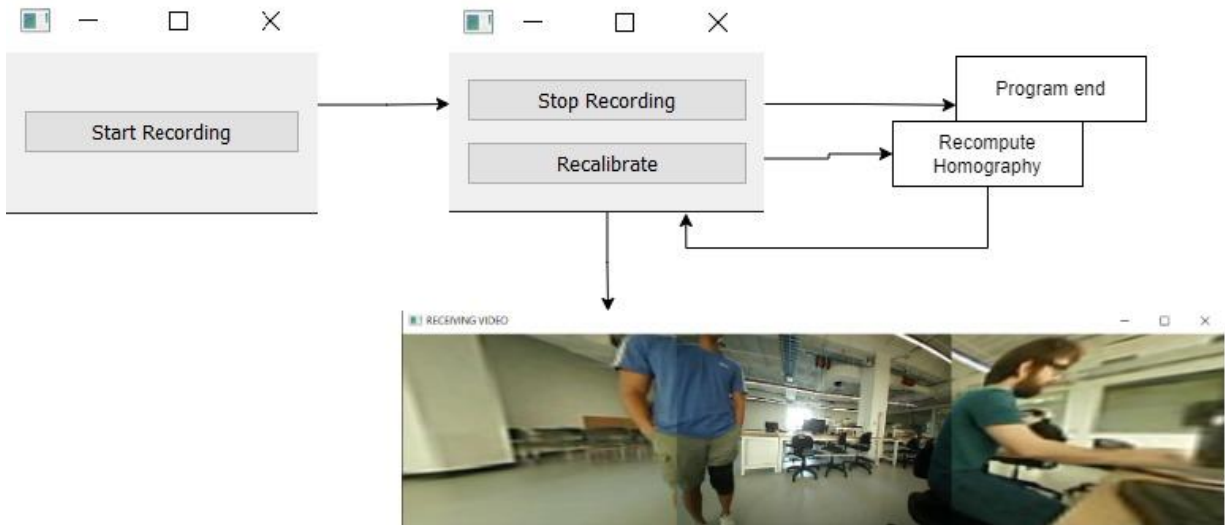 Start Recording
Stop Recording
Recalibrate
Program end
Recompute
Homography
RECEIVING VIDEO